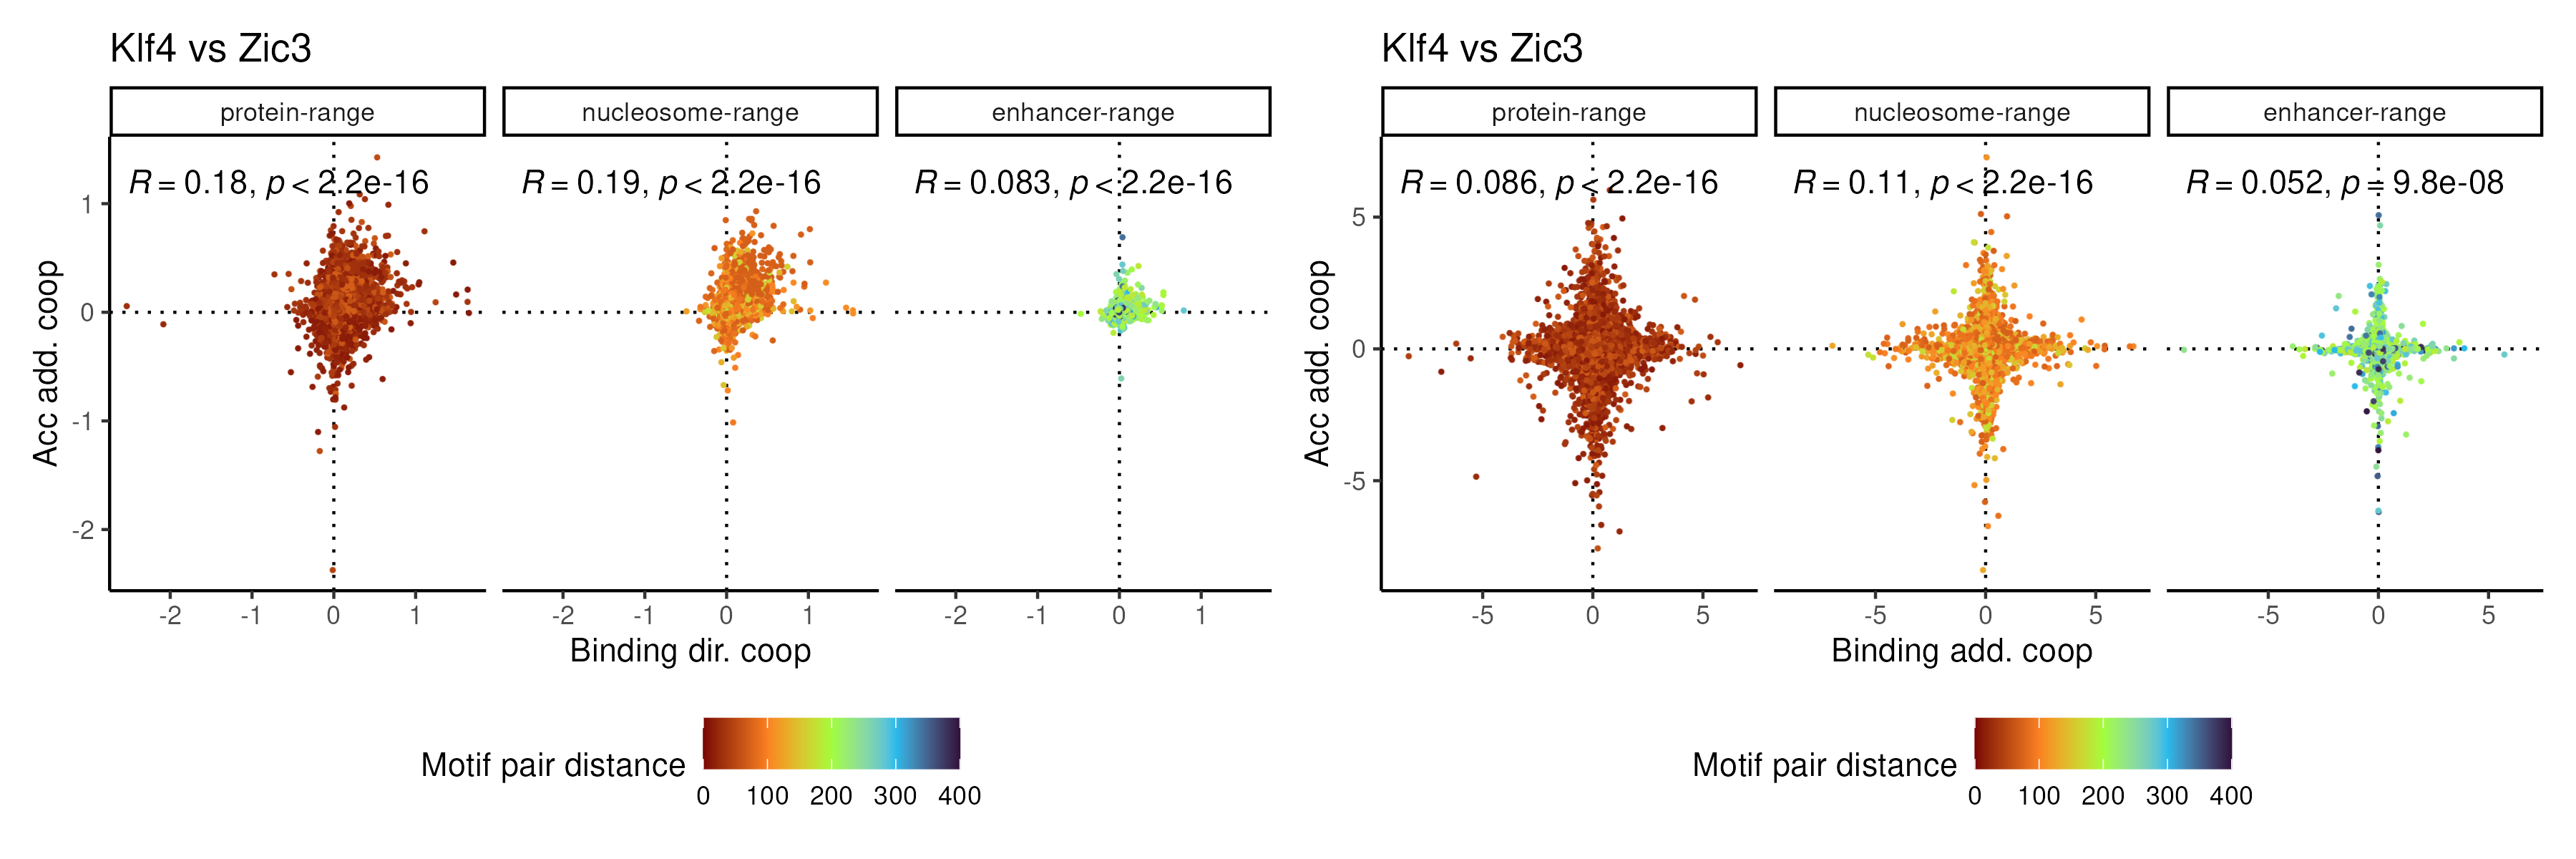 Klf4 vs Zic3
protein-range
nucleosome-range
enhancer-range
R = 0.18, p < 2.2e-16
R = 0.19, p < 2.2e-16
R = 0.083, p < 2.2e-16
1
0
-1
-2
Acc add. coop
-2 -1 0 1
-2 -1 0 1
-2 -1 0 1
Binding dir. coop
Motif pair distance
0 100 200 300 400
Klf4 vs Zic3
protein-range
nucleosome-range
enhancer-range
R = 0.086, p < 2.2e-16
R = 0.11, p < 2.2e-16
R = 0.052, p = 9.8e-08
5
0
-5
Acc add. coop
-5 0 5
-5 0 5
-5 0 5
Binding add. coop
Motif pair distance
0 100 200 300 400